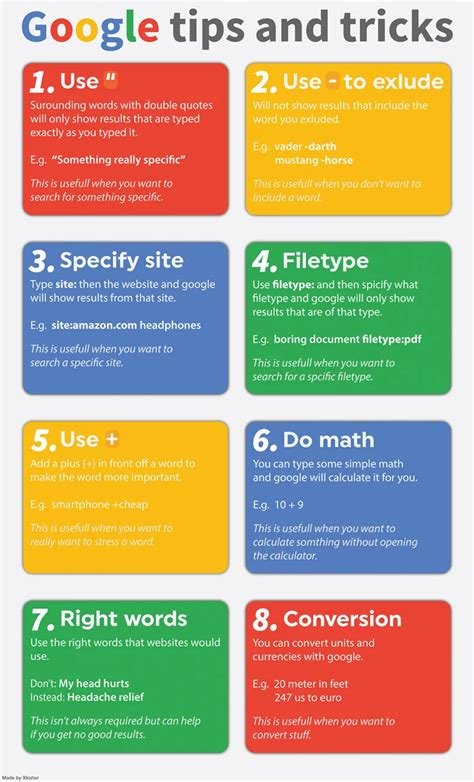 Google tips and tricks
1. Use "
Surounding words with double quotes
will only show results that are typed
exactly as you typed it.
E.g. "Something really specific"
This is usefull when you want to
search for something specific.
2. Use - to exlude
Will not show results that include the
word you exluded.
E.g. vader -darth
mustang -horse
This is usefull when you don't want to
include a word.
3. Specify site
Type site: then the website and google
will show results from that site.
E.g. site:amazon.com headphones
This is usefull when you want to
search a specific site.
4. Filetype
Use filetype: and then spicify what
filetype and google will only show
results that are of that type.
E.g. boring document filetype:pdf
This is usefull when you want to
search for a spcific filetype.
5. Use +
Add a plus (+) in front off a word to
make the word more important.
E.g. smartphone +cheap
This is usefull when you want to
really want to stress a word.
6. Do math
You can type some simple math
and google will calculate it for you.
E.g. 10 + 9
This is usefull when you want to
calculate somthing without opening
the calculator.
7. Right words
Use the right words that websites would
use.
Don't: My head hurts
Instead: Headache relief
This isn't always required but can help
if you get no good results.
8. Conversion
You can convert units and
currencies with google.
E.g. 20 meter in feet
247 us to euro
This is usefull when you want to
convert stuff.
Made by Xkizlor